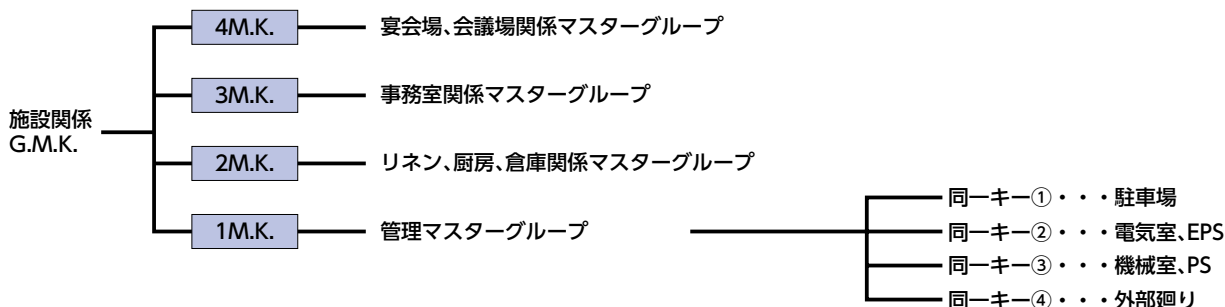 施設関係
G.M.K.
4M.K.
宴会場、会議場関係マスターグループ
3M.K.
事務室関係マスターグループ
2M.K.
リネン、厨房、倉庫関係マスターグループ
1M.K.
管理マスターグループ
同一キー①・・・駐車場
同一キー②・・・電気室、EPS
同一キー③・・・機械室、PS
同一キー④・・・外部廻り